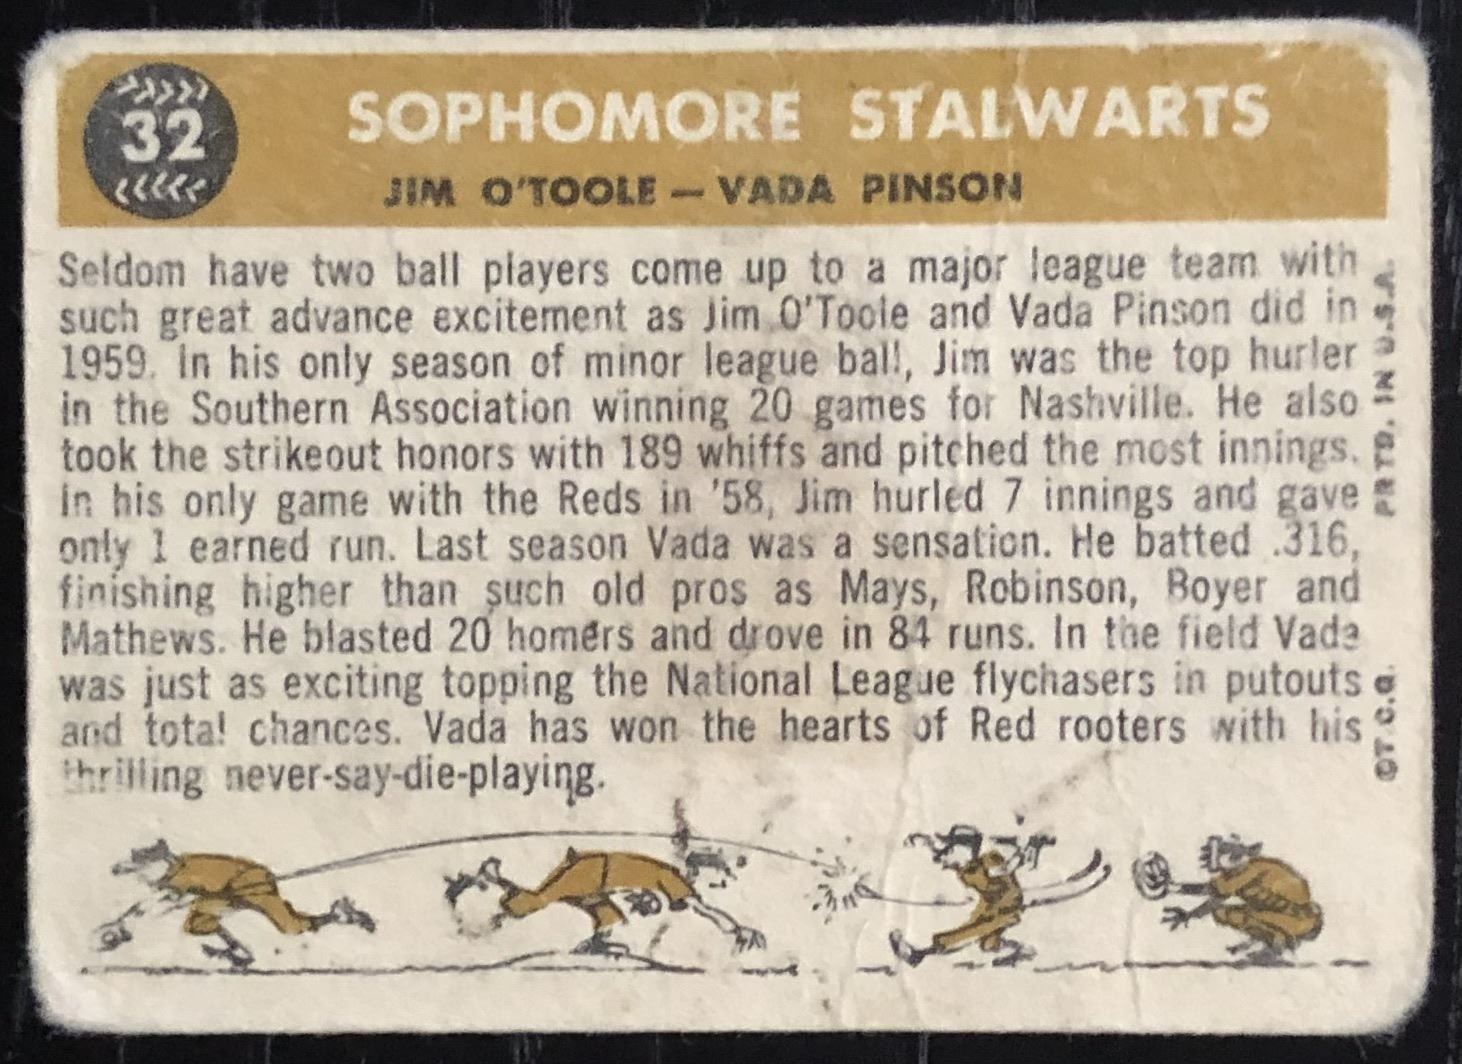 32
SOPHOMORE STALWARTS
JIM O'TOOLE — VADA PINSON
Seldom have two ball players come up to a major league team with
such great advance excitement as Jim O'Toole and Vada Pinson did in
1959. In his only season of minor league ball, Jim was the top hurler
in the Southern Association winning 20 games for Nashville. He also
took the strikeout honors with 189 whiffs and pitched the most innings.
In his only game with the Reds in '58, Jim hurled 7 innings and gave
only 1 earned run. Last season Vada was a sensation. He batted .316,
finishing higher than such old pros as Mays, Robinson, Boyer and
Mathews. He blasted 20 homers and drove in 84 runs. In the field Vada
was just as exciting topping the National League flychasers in putouts
and total chances. Vada has won the hearts of Red rooters with his
thrilling never-say-die-playing.
©T.C.G. PRTD. IN U.S.A.